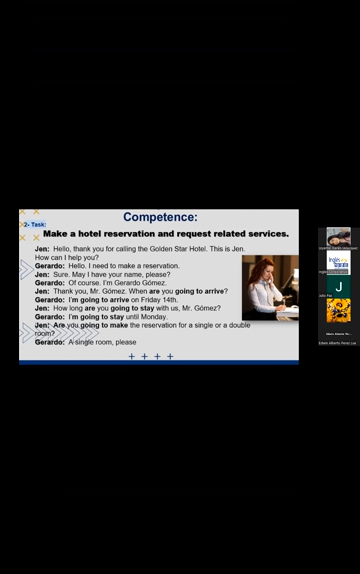 Competence:
2- Task:
Make a hotel reservation and request related services.
Jen: Hello, thank you for calling the Golden Star Hotel. This is Jen.
How can I help you?
Gerardo: Hello. I need to make a reservation.
Jen: Sure. May I have your name, please?
Gerardo: Of course. I'm Gerardo Gómez.
Jen: Thank you, Mr. Gómez. When are you going to arrive?
Gerardo: I'm going to arrive on Friday 14th.
Jen: How long are you going to stay with us, Mr. Gómez?
Gerardo: I'm going to stay until Monday.
Jen: Are you going to make the reservation for a single or a double
room?
Gerardo: A single room, please
J